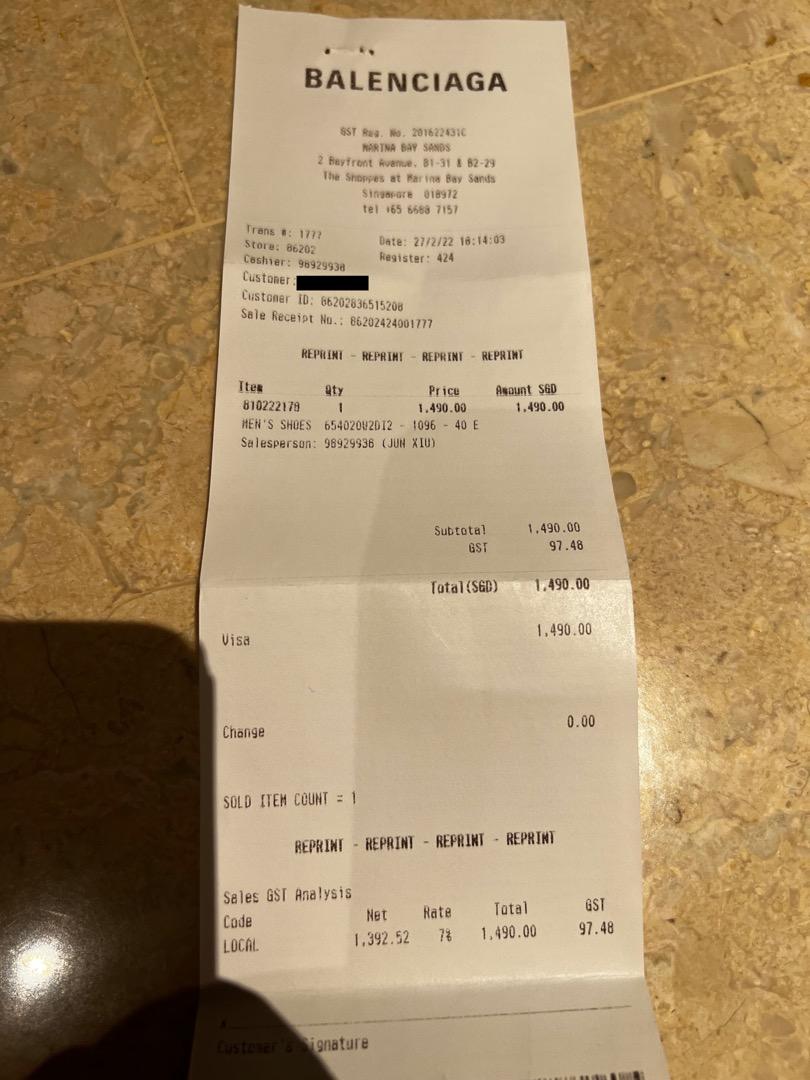 BALENCIAGA
GST Reg. No. 201622431C
MARINA BAY SANDS
2 Bayfront Avenue, B1-31 & B2-29
The Shoppes at Marina Bay Sands
Singapore 018972
tel +65 6688 7157
Trans #: 1777 Date: 27/2/22 18:14:03
Store: 86202 Register: 424
Cashier: 98929938
Customer:
Customer ID: 86202836515208
Sale Receipt No.: 86202424001777
REPRINT - REPRINT - REPRINT - REPRINT
Item Qty Price Amount SGD
810222178 1 1,490.00 1,490.00
MEN'S SHOES 654020W2DI2 - 1096 - 40 E
Salesperson: 98929938 (JUN XIU)
Subtotal 1,490.00
GST 97.48
Total(SGD) 1,490.00
Visa 1,490.00
Change 0.00
SOLD ITEM COUNT = 1
REPRINT - REPRINT - REPRINT - REPRINT
Sales GST Analysis
Code Net Rate Total GST
LOCAL 1,392.52 7% 1,490.00 97.48
Customer's Signature